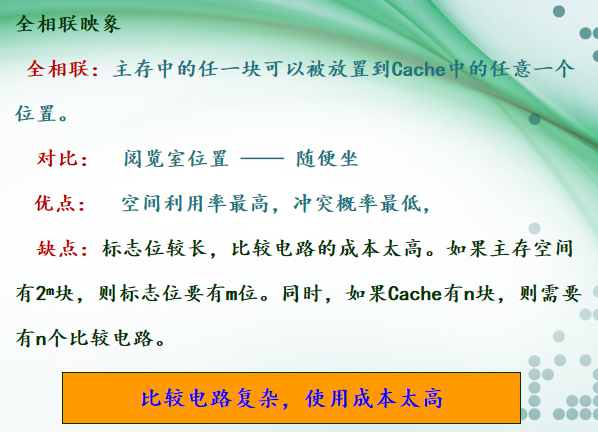 全相联映象
全相联：主存中的任一块可以被放置到Cache中的任意一个
位置。
对比： 阅览室位置 —— 随便坐
优点： 空间利用率最高，冲突概率最低，
缺点：标志位较长，比较电路的成本太高。如果主存空间
有2ᵐ块，则标志位要有m位。同时，如果Cache有n块，则需要
有n个比较电路。
比较电路复杂，使用成本太高